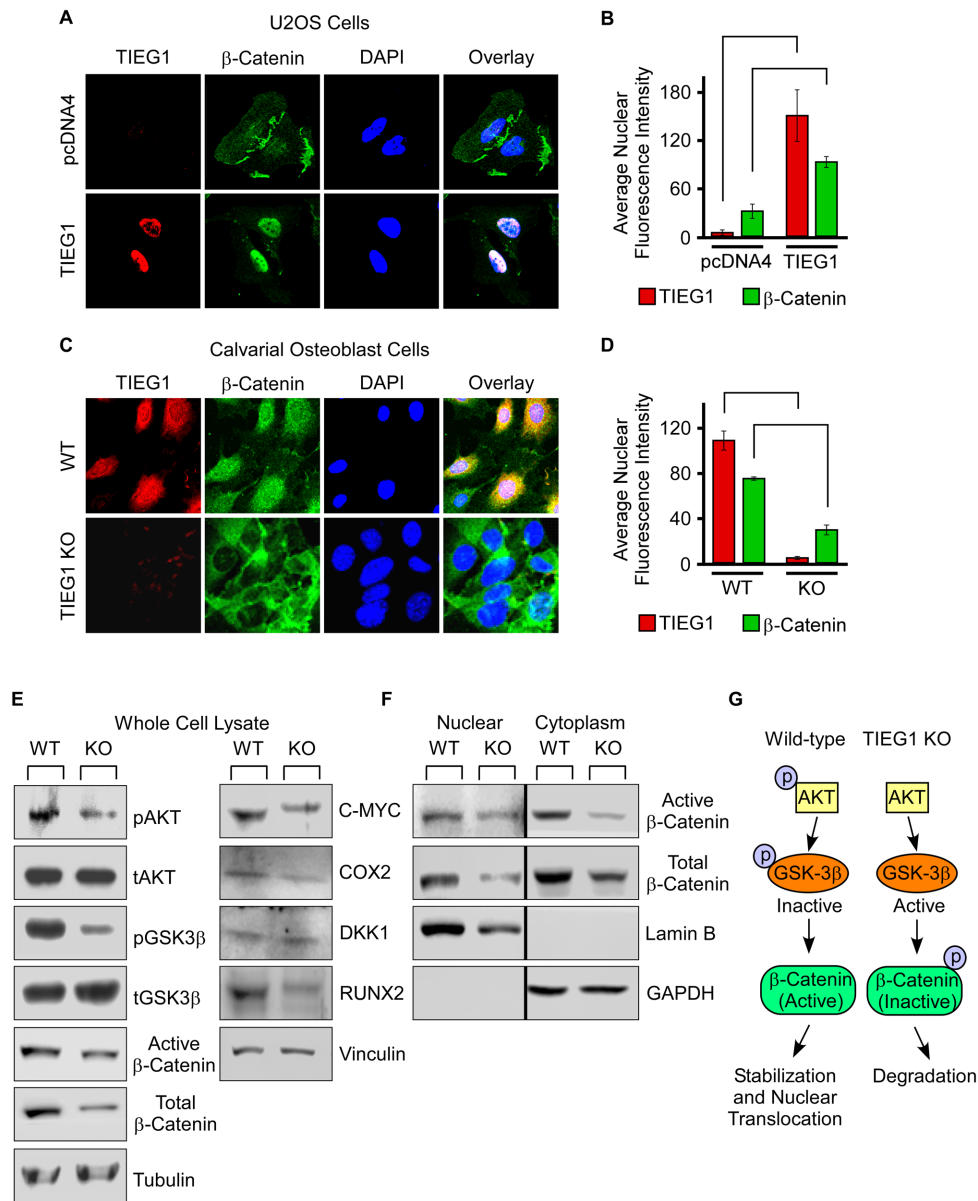 A
U2OS Cells
TIEG1 β-Catenin DAPI Overlay
pcDNA4
TIEG1
B
Average Nuclear
Fluorescence Intensity
180
120
60
0
pcDNA4 TIEG1
TIEG1 β-Catenin
C
Calvarial Osteoblast Cells
TIEG1 β-Catenin DAPI Overlay
WT
TIEG1 KO
D
Average Nuclear
Fluorescence Intensity
120
80
40
0
WT KO
TIEG1 β-Catenin
E
Whole Cell Lysate
WT KO WT KO
pAKT
tAKT
pGSK3β
tGSK3β
Active
β-Catenin
Total
β-Catenin
Tubulin
C-MYC
COX2
DKK1
RUNX2
Vinculin
F
Nuclear Cytoplasm
WT KO WT KO
Active
β-Catenin
Total
β-Catenin
Lamin B
GAPDH
G
Wild-type TIEG1 KO
p
AKT AKT
p
GSK-3β GSK-3β
Inactive Active
p
β-Catenin β-Catenin
(Active) (Inactive)
Stabilization Degradation
and Nuclear
Translocation